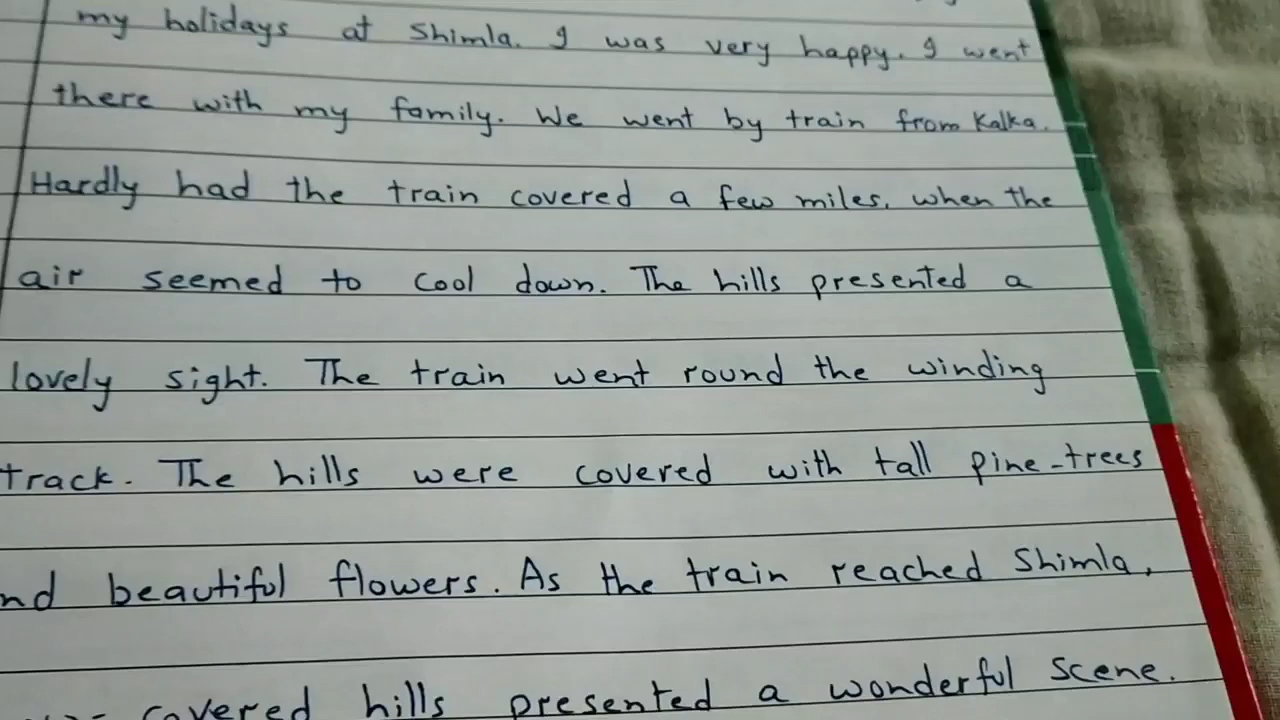 my holidays at Shimla. I was very happy. I went
there with my family. We went by train from Kalka.
Hardly had the train covered a few miles, when the
air seemed to cool down. The hills presented a
lovely sight. The train went round the winding
track. The hills were covered with tall pine-trees
nd beautiful flowers. As the train reached Shimla,
covered hills presented a wonderful scene.